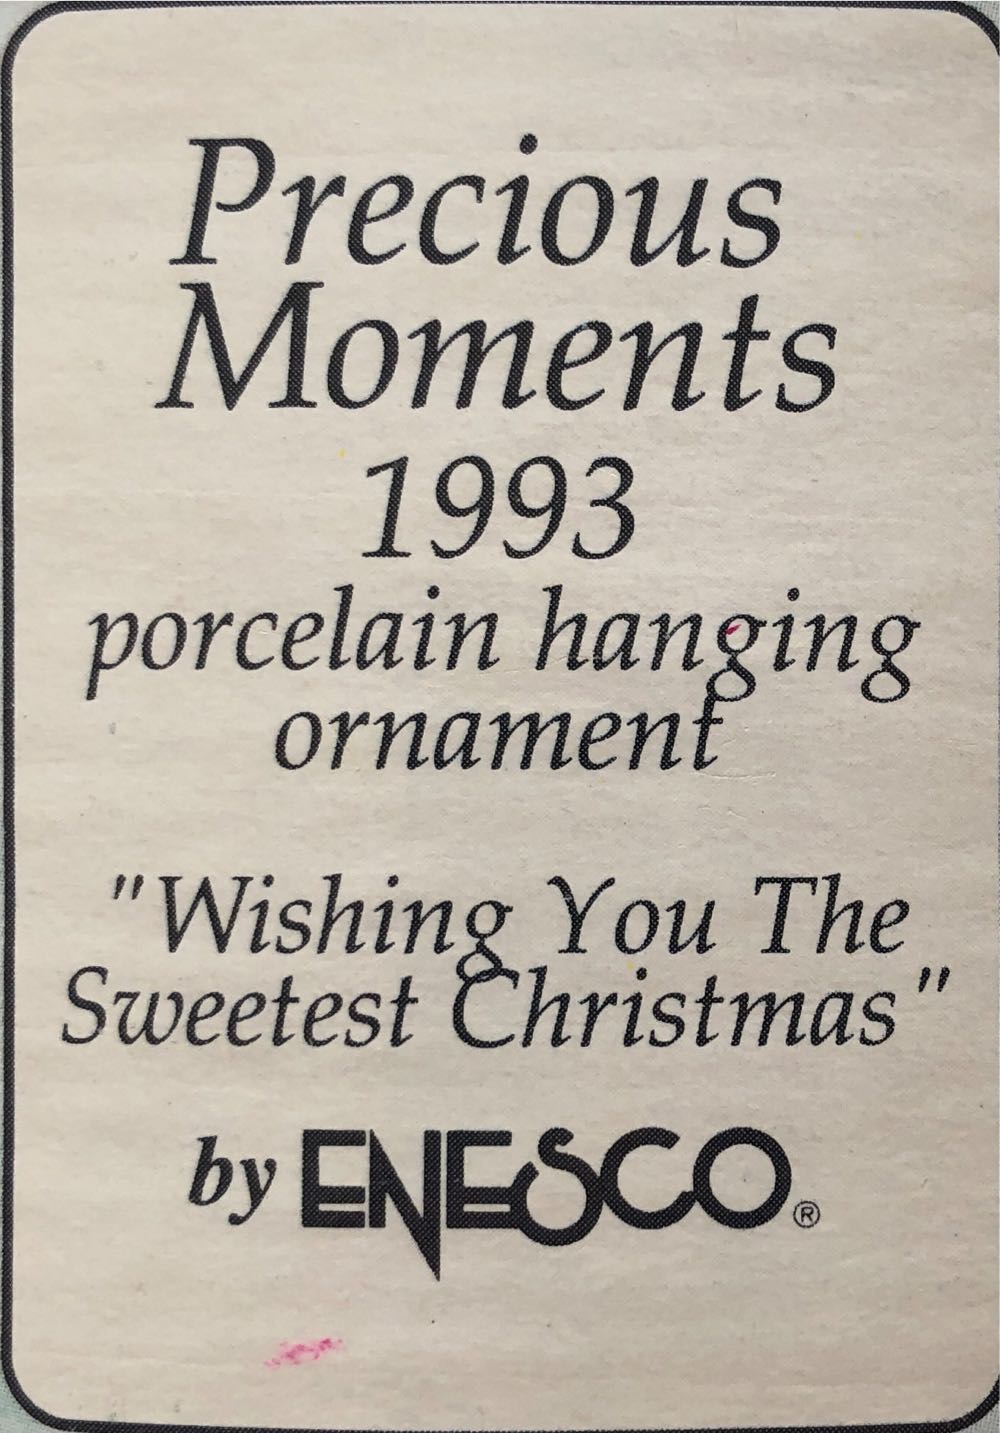 Precious
Moments
1993
porcelain hanging
ornament
"Wishing You The
Sweetest Christmas"
by ENESCO®